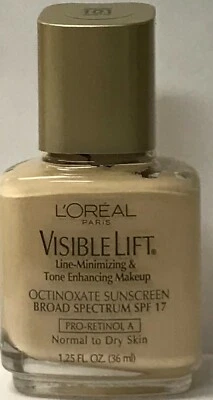 L'ORÉAL
PARIS
VISIBLE LIFT®
Line-Minimizing &
Tone Enhancing Makeup
OCTINOXATE SUNSCREEN
BROAD SPECTRUM SPF 17
PRO-RETINOL A
Normal to Dry Skin
1.25 FL. OZ. (36 ml)